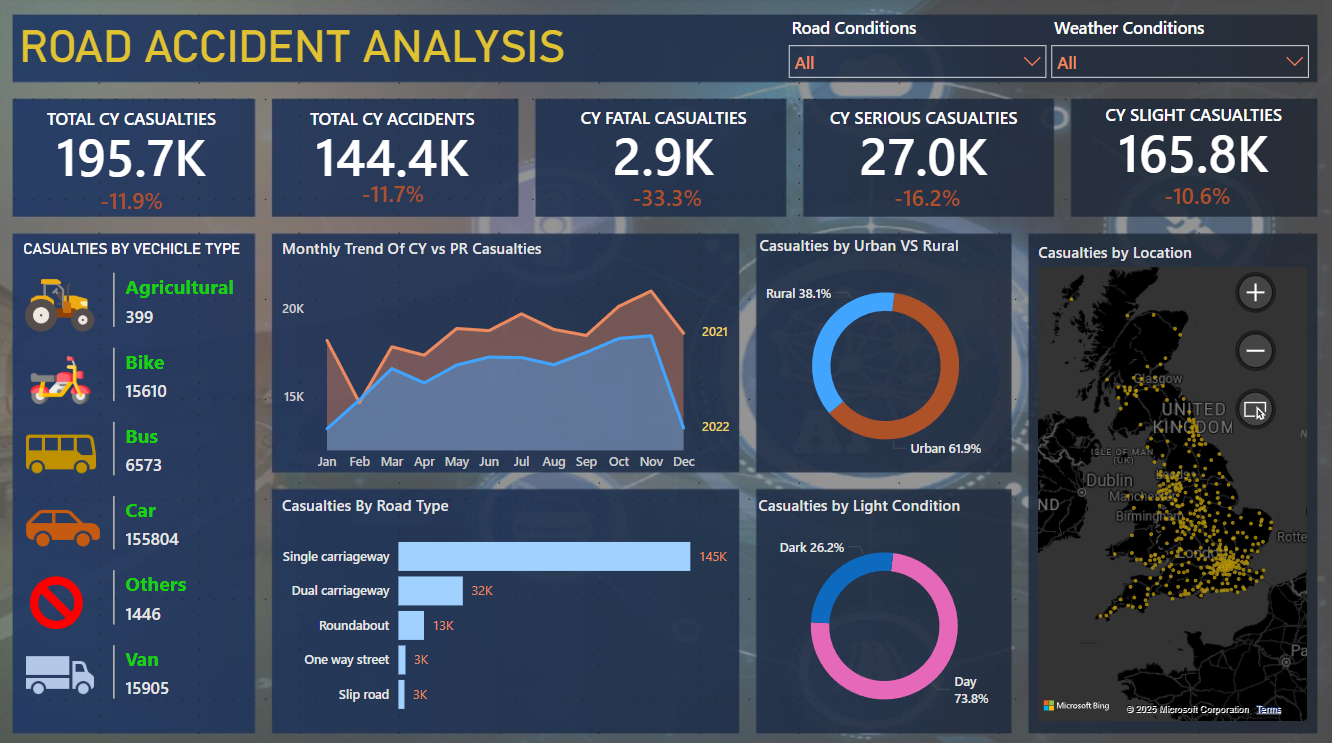 ROAD ACCIDENT ANALYSIS
Road Conditions
All
Weather Conditions
All
TOTAL CY CASUALTIES
195.7K
-11.9%
TOTAL CY ACCIDENTS
144.4K
-11.7%
CY FATAL CASUALTIES
2.9K
-33.3%
CY SERIOUS CASUALTIES
27.0K
-16.2%
CY SLIGHT CASUALTIES
165.8K
-10.6%
CASUALTIES BY VECHICLE TYPE
Agricultural
399
Bike
15610
Bus
6573
Car
155804
Others
1446
Van
15905
Monthly Trend Of CY vs PR Casualties
20K
15K
2021
2022
Jan Feb Mar Apr May Jun Jul Aug Sep Oct Nov Dec
Casualties By Road Type
Single carriageway 145K
Dual carriageway 32K
Roundabout 13K
One way street 3K
Slip road 3K
Casualties by Urban VS Rural
Rural 38.1%
Urban 61.9%
Casualties by Light Condition
Dark 26.2%
Day
73.8%
Casualties by Location
Glasgow
UNITED
KINGDOM
ISLE OF MAN
(UK)
Dublin
Manche
Birmingham
London
ND
N
Rotte
Pa
Microsoft Bing
© 2025 Microsoft Corporation Terms